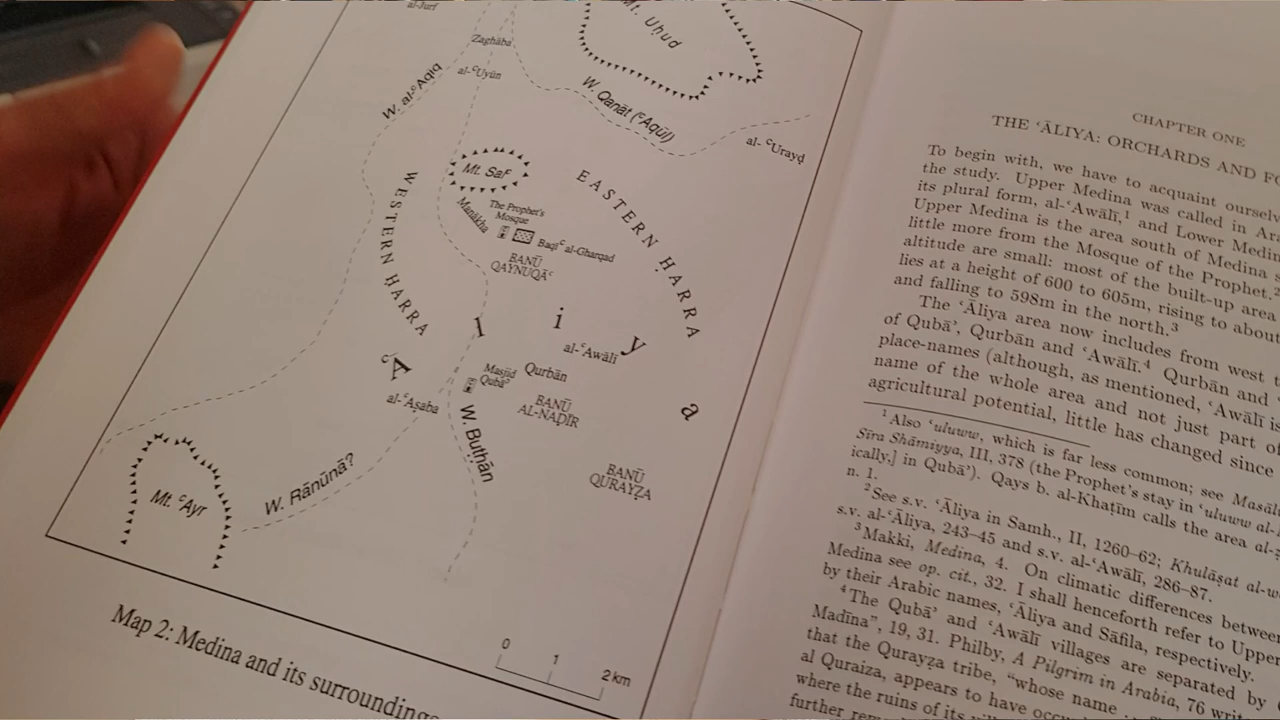 al-Jurf
Mt. Uḥud
Zaghāba
al-ʿUyūn
W. al-ʿAqīq
W. Qanāt (ʿAqūl)
al-ʿUrayḍ
Mt. Salʿ
EASTERN ḤARRA
WESTERN ḤARRA
The Prophet's
Mosque
Manākha
Baqīʿ al-Gharqad
BANŪ
QAYNUQĀʿ
ʿĀ l i y a
al-ʿAwālī
Masjid
Qubāʾ
Qurbān
al-ʿAṣaba
BANŪ
AL-NAḌĪR
W. Buṭḥān
BANŪ
QURAYẒA
W. Rānūnā?
Mt. ʿAyr
0 1 2 km
Map 2: Medina and its surroundings
CHAPTER ONE
THE ʿĀLIYA: ORCHARDS AND
To begin with, we have to acquaint
the study. Upper Medina was called in
its plural form, al-ʿAwālī,1 and Lower
Upper Medina is the area south of Medina
little more from the Mosque of the Prophet.2
altitude are small: most of the built-up area
lies at a height of 600 to 605m, rising to about
and falling to 598m in the north.3
The ʿĀliya area now includes from west
of Qubāʾ, Qurbān and ʿAwālī.4 Qurbān and
place-names (although, as mentioned, ʿAwālī is
name of the whole area and not just part of
agricultural potential, little has changed since
1 Also ʿuluww, which is far less common; see
Sīra Shāmiyya, III, 378 (the Prophet's stay in ʿuluww
ically,] in Qubāʾ). Qays b. al-Khaṭīm calls the area
n. 1.
2 See s.v. ʿĀliya in Samh., II, 1260–62; Khulāṣat
s.v. al-ʿĀliya, 243–45 and s.v. al-ʿAwālī, 286–87.
3 Makki, Medina, 4. On climatic differences between
Medina see op. cit., 32. I shall henceforth refer to Upper
by their Arabic names, ʿĀliya and Sāfila, respectively.
4 The Qubāʾ and ʿAwālī villages are separated by
Madīna", 19, 31. Philby, A Pilgrim in Arabia, 76
that the Qurayẓa tribe, "whose name
al Quraiza, appears to have
where the ruins of its
further